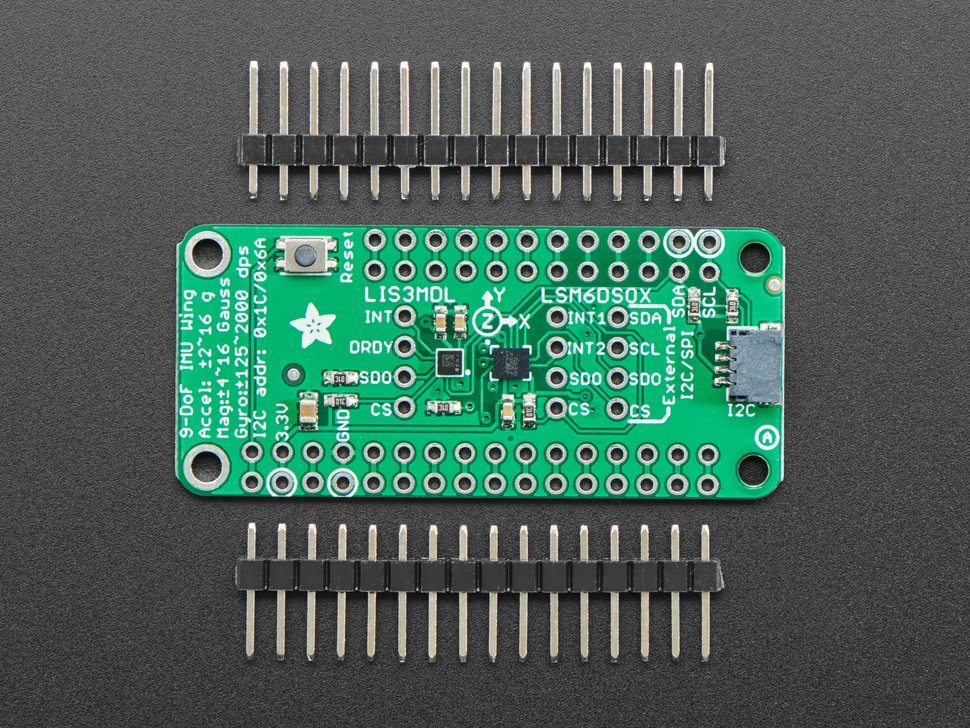 9-DoF IMU Wing
Accel: ±2~16 g
Mag:±4~16 Gauss
Gyro:±125~2000 dps
I2C addr: 0x1C/0x6A
3.3V
GND
Reset
LIS3MDL
INT
DRDY
SDO
CS
Y
Z
X
LSM6DSOX
INT1
INT2
SDO
CS
SDA
SCL
SDO
CS
External
I2C/SPI
SDA
SCL
I2C
A